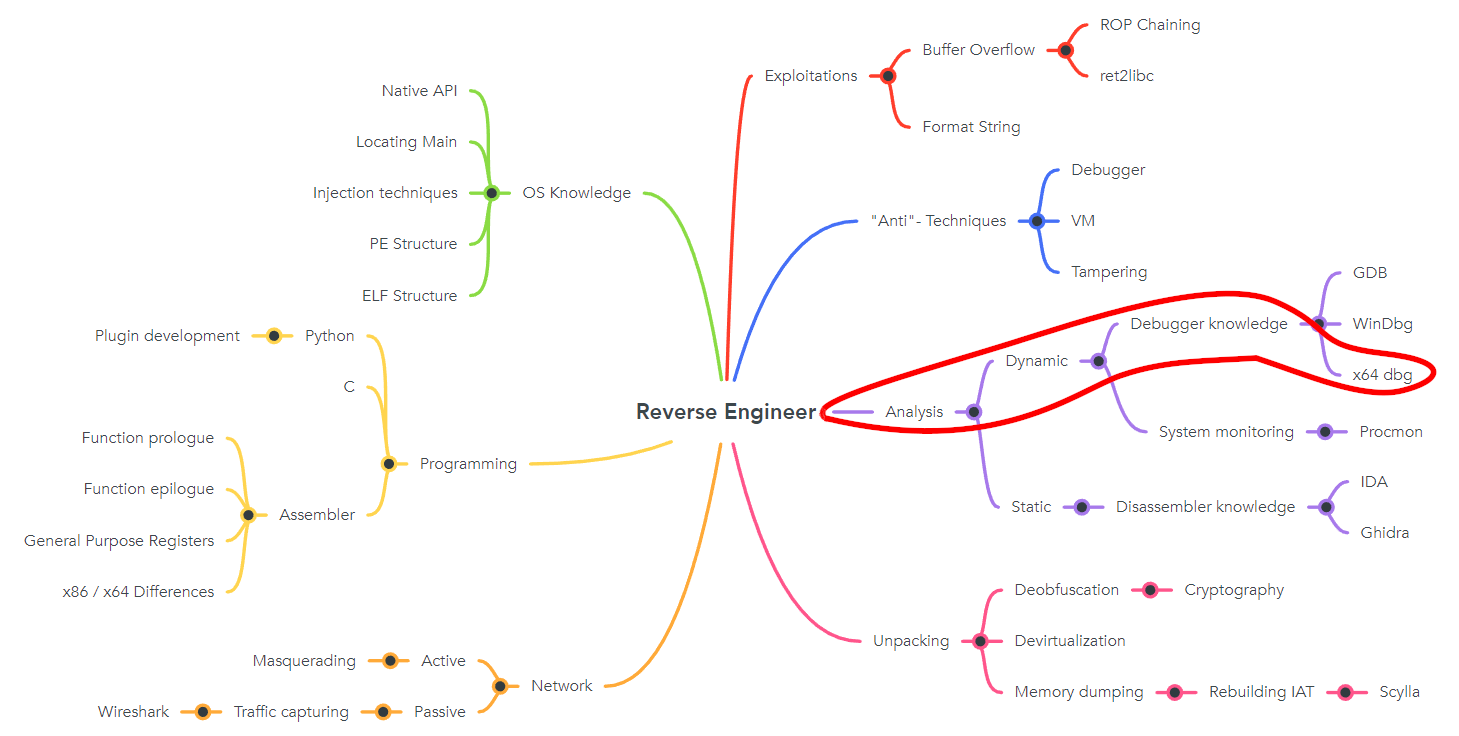 Reverse Engineer
Exploitations
Buffer Overflow
ROP Chaining
ret2libc
Format String
"Anti"- Techniques
Debugger
VM
Tampering
Analysis
Dynamic
Debugger knowledge
GDB
WinDbg
x64 dbg
System monitoring
Procmon
Static
Disassembler knowledge
IDA
Ghidra
Unpacking
Deobfuscation
Cryptography
Devirtualization
Memory dumping
Rebuilding IAT
Scylla
OS Knowledge
Native API
Locating Main
Injection techniques
PE Structure
ELF Structure
Programming
Python
Plugin development
C
Assembler
Function prologue
Function epilogue
General Purpose Registers
x86 / x64 Differences
Network
Active
Masquerading
Passive
Traffic capturing
Wireshark